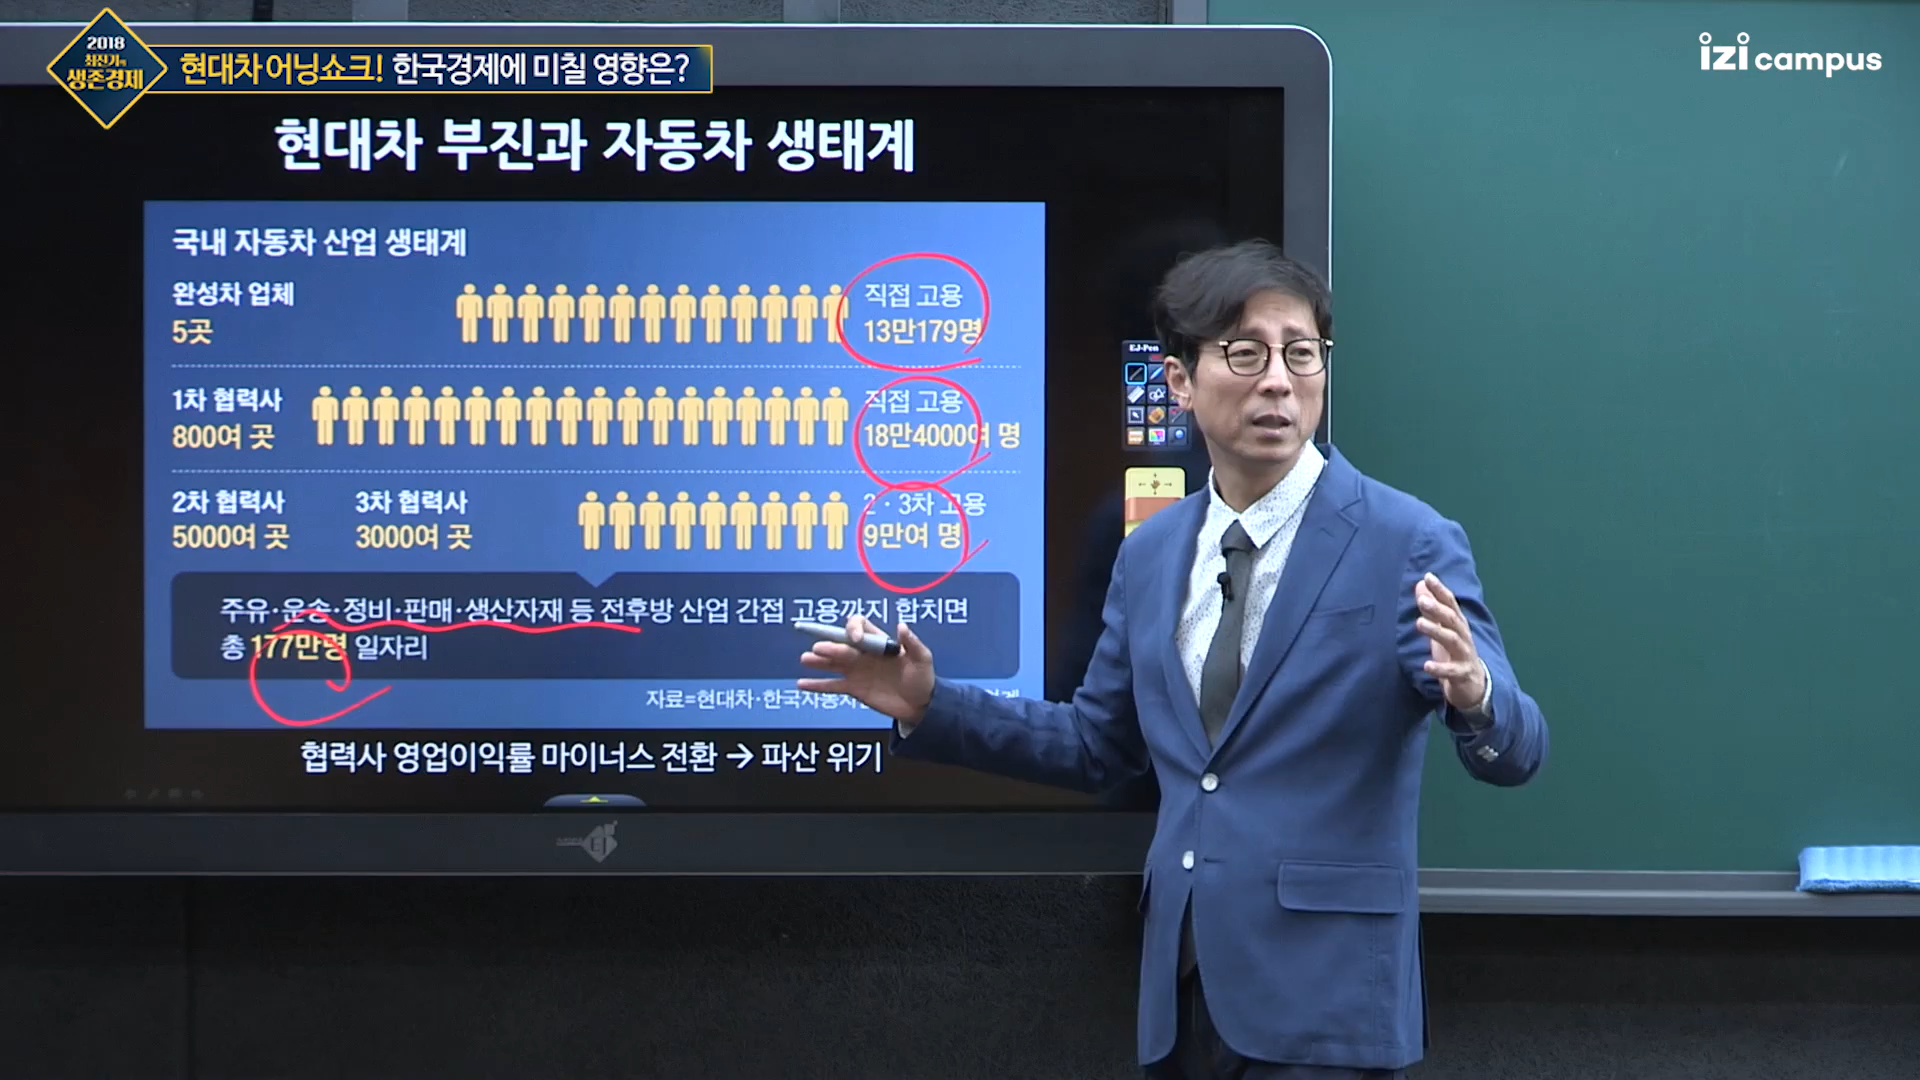 2018
최진기의
생존경제
현대차 어닝쇼크! 한국경제에 미칠 영향은?
izi campus
현대차 부진과 자동차 생태계
국내 자동차 산업 생태계
완성차 업체
5곳
직접 고용
13만179명
1차 협력사
800여 곳
직접 고용
18만4000여 명
2차 협력사
5000여 곳
3차 협력사
3000여 곳
2·3차 고용
9만여 명
주유·운송·정비·판매·생산자재 등 전후방 산업 간접 고용까지 합치면
총 177만명 일자리
자료=현대차·한국자동차
협력사 영업이익률 마이너스 전환 → 파산 위기
EJ-Pen